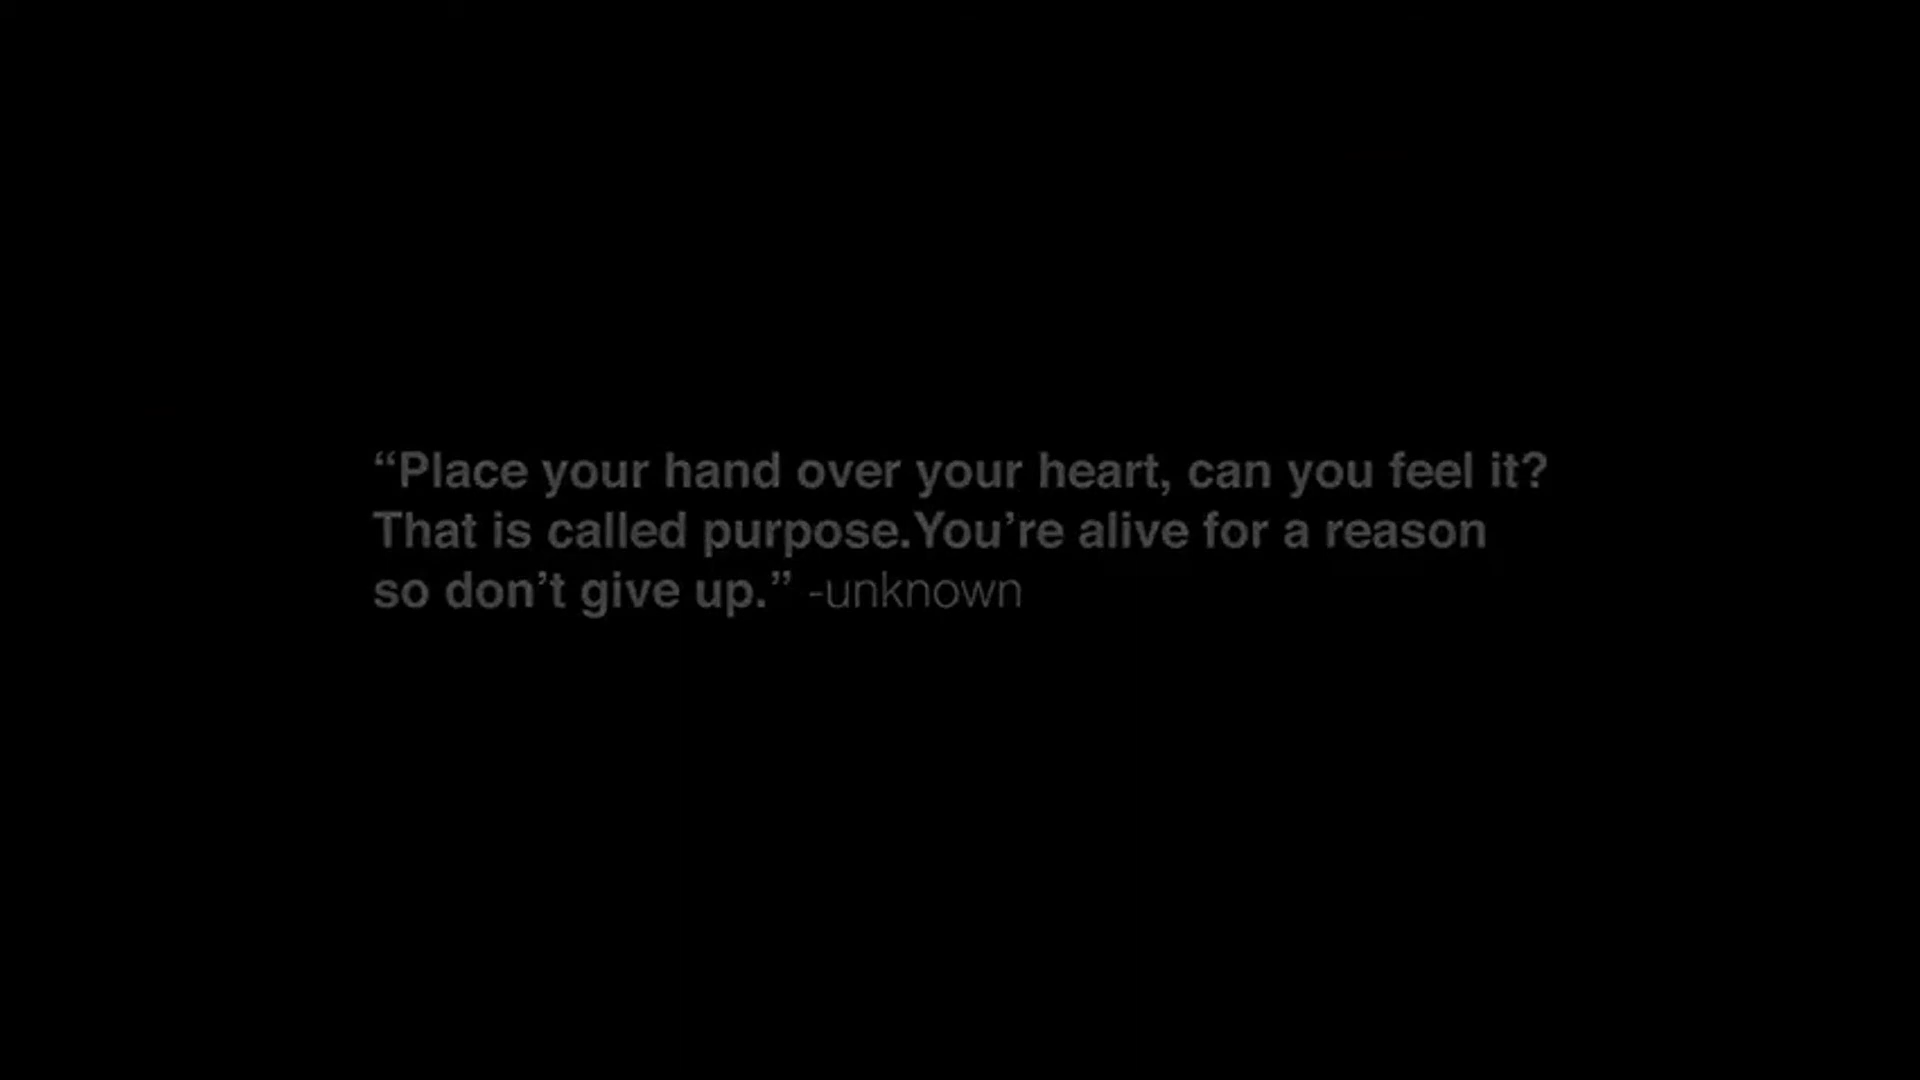 “Place your hand over your heart, can you feel it?
That is called purpose.You’re alive for a reason
so don’t give up.” -unknown